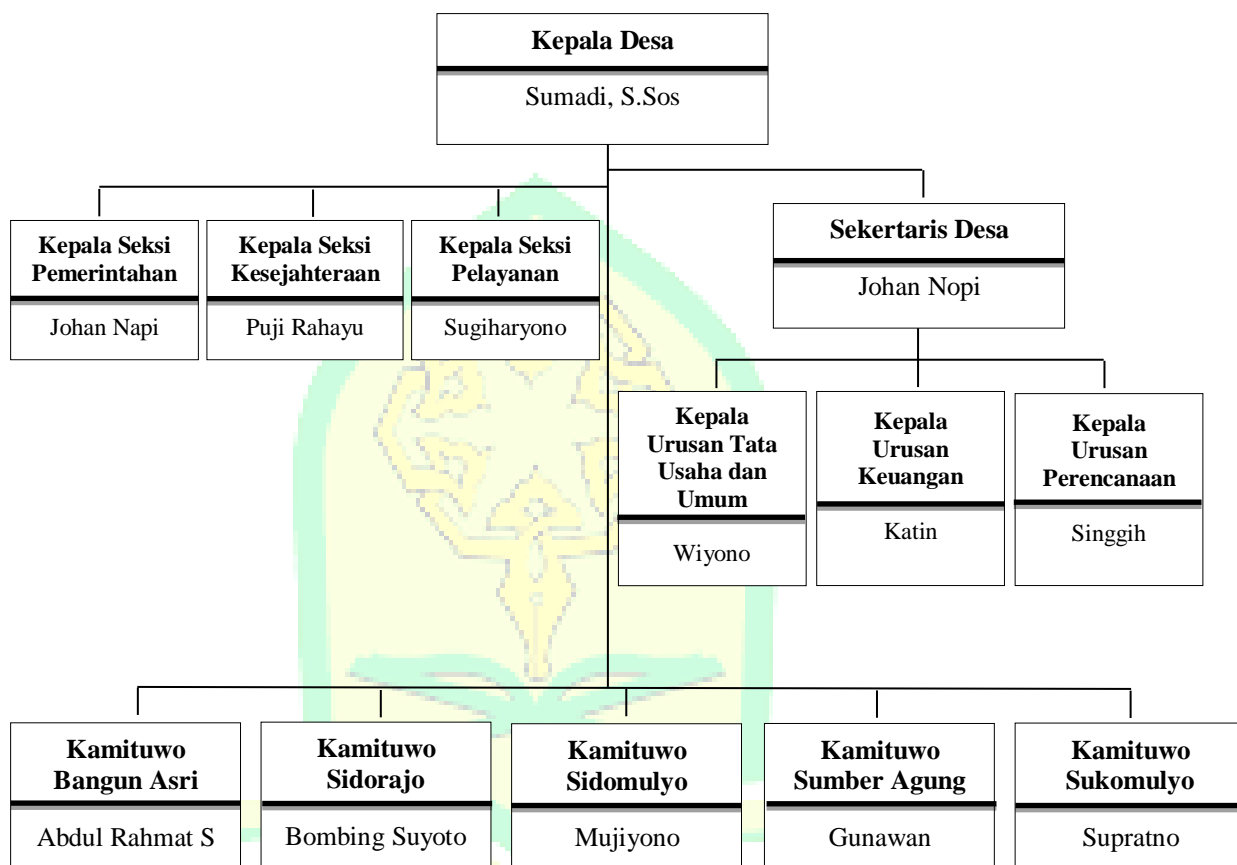 Kepala Desa
Sumadi, S.Sos
Kepala Seksi
Pemerintahan
Johan Napi
Kepala Seksi
Kesejahteraan
Puji Rahayu
Kepala Seksi
Pelayanan
Sugiharyono
Sekertaris Desa
Johan Nopi
Kepala
Urusan Tata
Usaha dan
Umum
Wiyono
Kepala
Urusan
Keuangan
Katin
Kepala
Urusan
Perencanaan
Singgih
Kamituwo
Bangun Asri
Abdul Rahmat S
Kamituwo
Sidorajo
Bombing Suyoto
Kamituwo
Sidomulyo
Mujiyono
Kamituwo
Sumber Agung
Gunawan
Kamituwo
Sukomulyo
Supratno